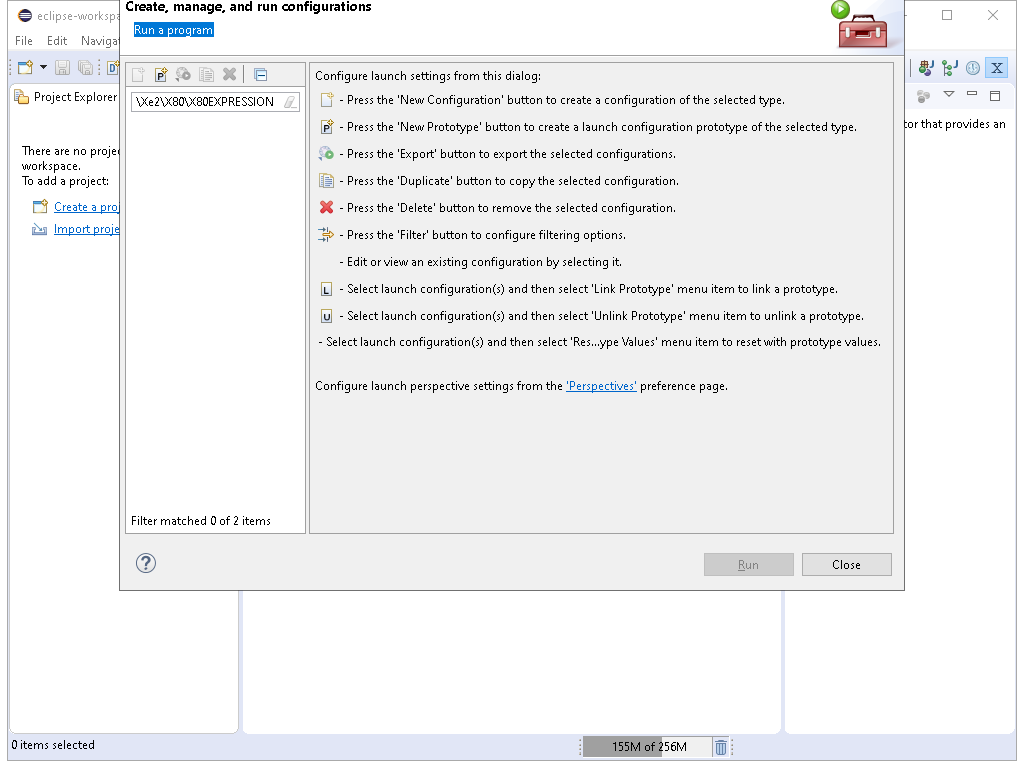 Create, manage, and run configurations
eclipse-workspa
Run a program
File Edit Navigat
Project Explorer
\Xe2\X80\X80EXPRESSION
Configure launch settings from this dialog:
- Press the 'New Configuration' button to create a configuration of the selected type.
P - Press the 'New Prototype' button to create a launch configuration prototype of the selected type.
tor that provides an
There are no projec
workspace.
To add a project:
- Press the 'Export' button to export the selected configurations.
- Press the 'Duplicate' button to copy the selected configuration.
Create a proj
- Press the 'Delete' button to remove the selected configuration.
Import projec
- Press the 'Filter' button to configure filtering options.
- Edit or view an existing configuration by selecting it.
L - Select launch configuration(s) and then select 'Link Prototype' menu item to link a prototype.
U - Select launch configuration(s) and then select 'Unlink Prototype' menu item to unlink a prototype.
- Select launch configuration(s) and then select 'Res...ype Values' menu item to reset with prototype values.
Configure launch perspective settings from the 'Perspectives' preference page.
Filter matched 0 of 2 items
Run Close
0 items selected
155M of 256M